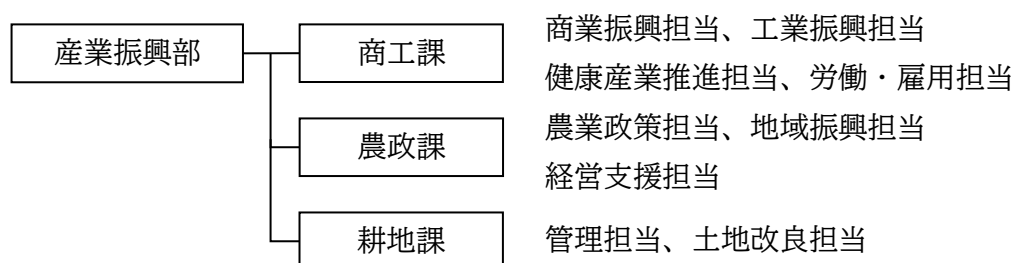 産業振興部
商工課
商業振興担当、工業振興担当
健康産業推進担当、労働・雇用担当
農政課
農業政策担当、地域振興担当
経営支援担当
耕地課
管理担当、土地改良担当